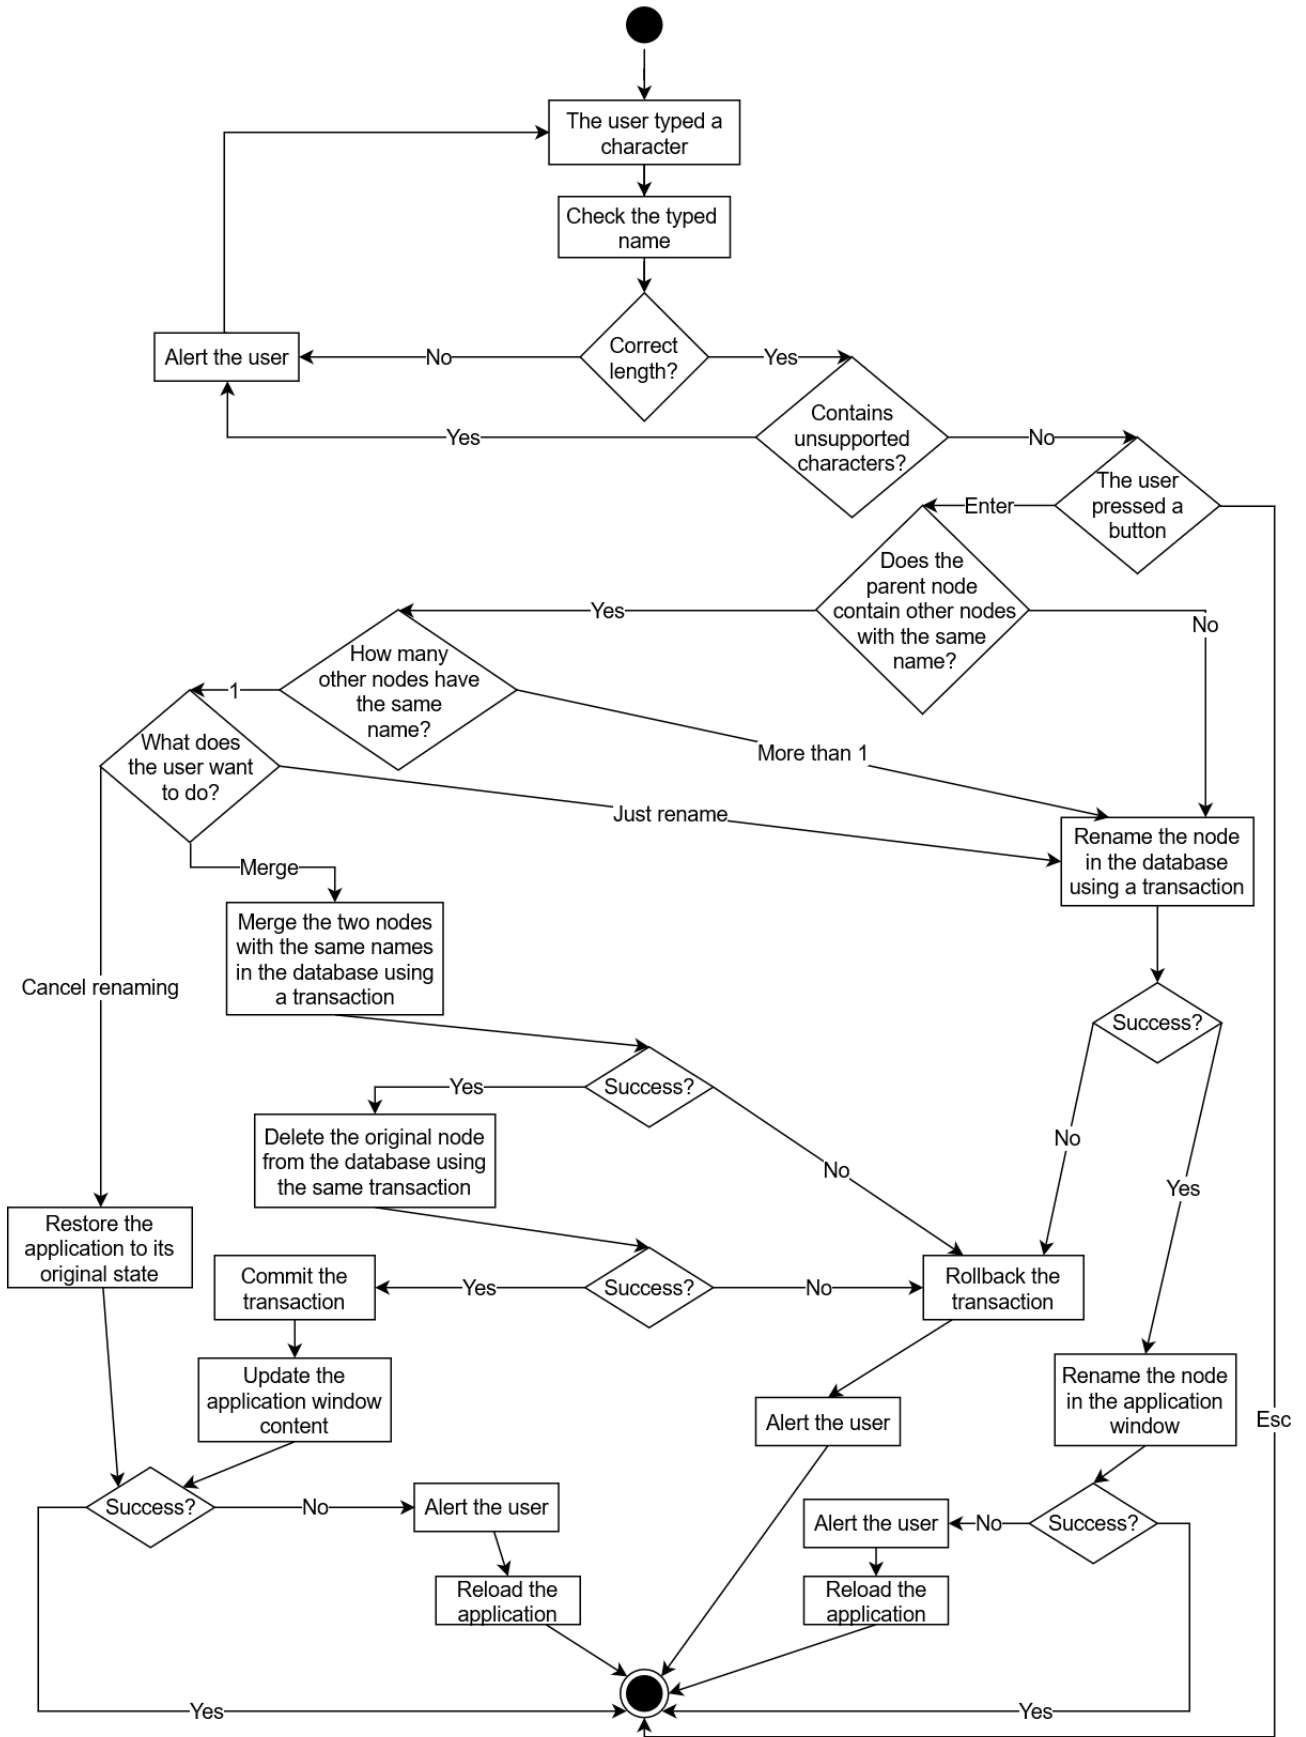 The user typed a
character
Check the typed
name
Correct
length?
No
Yes
Alert the user
Contains
unsupported
characters?
Yes
No
The user
pressed a
button
Enter
Does the
parent node
contain other nodes
with the same
name?
Yes
No
How many
other nodes have
the same
name?
1
More than 1
What does
the user want
to do?
Just rename
Merge
Cancel renaming
Rename the node
in the database
using a transaction
Merge the two nodes
with the same names
in the database using
a transaction
Success?
No
Yes
Success?
Yes
No
Delete the original node
from the database using
the same transaction
Restore the
application to its
original state
Commit the
transaction
Yes
Success?
No
Rollback the
transaction
Update the
application window
content
Alert the user
Rename the node
in the application
window
Esc
Success?
No
Alert the user
Alert the user
No
Success?
Reload the
application
Reload the
application
Yes
Yes